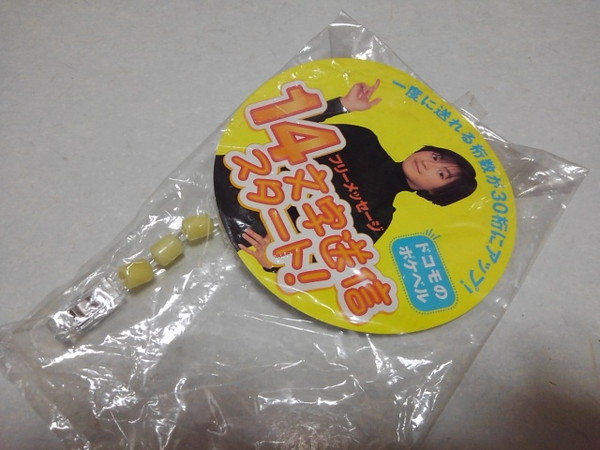 一度に送れる桁数が30桁にアップ!!
フリーメッセージ
14文字送信
スタート!
ドコモの
ポケベル